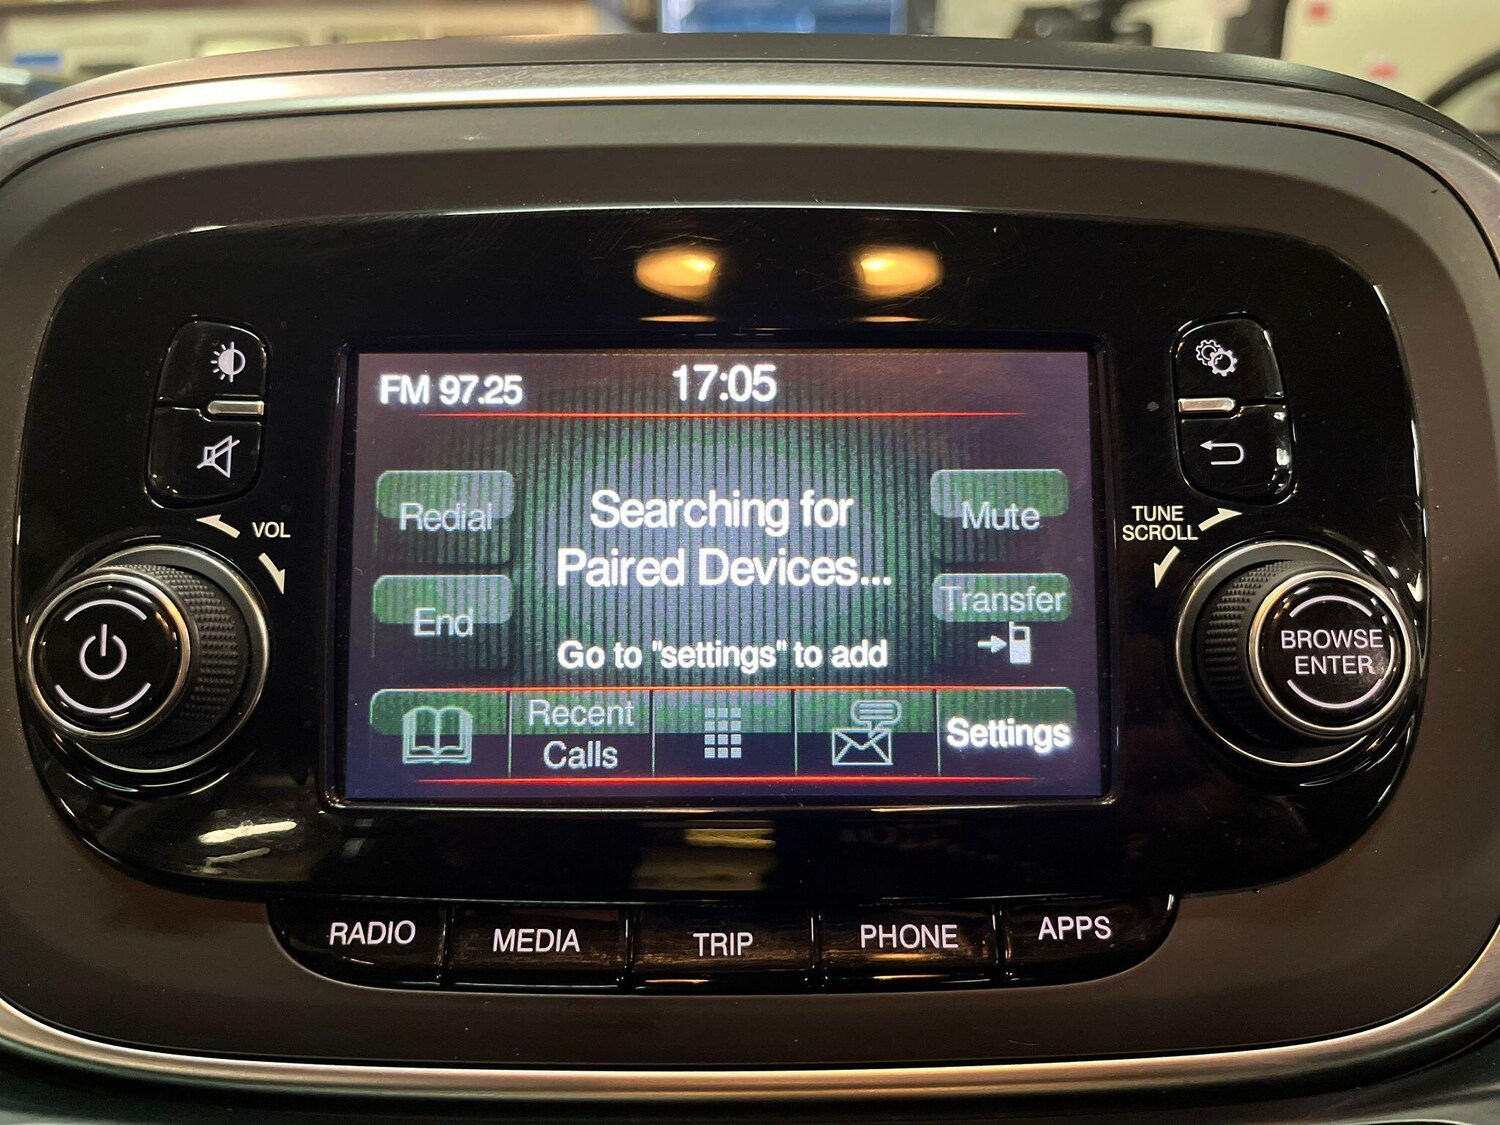 FM 97.25
17:05
Redial
Searching for
Paired Devices...
Mute
VOL
TUNE
SCROLL
End
Transfer
Go to "settings" to add
BROWSE
ENTER
Recent
Calls
Settings
RADIO
MEDIA
TRIP
PHONE
APPS